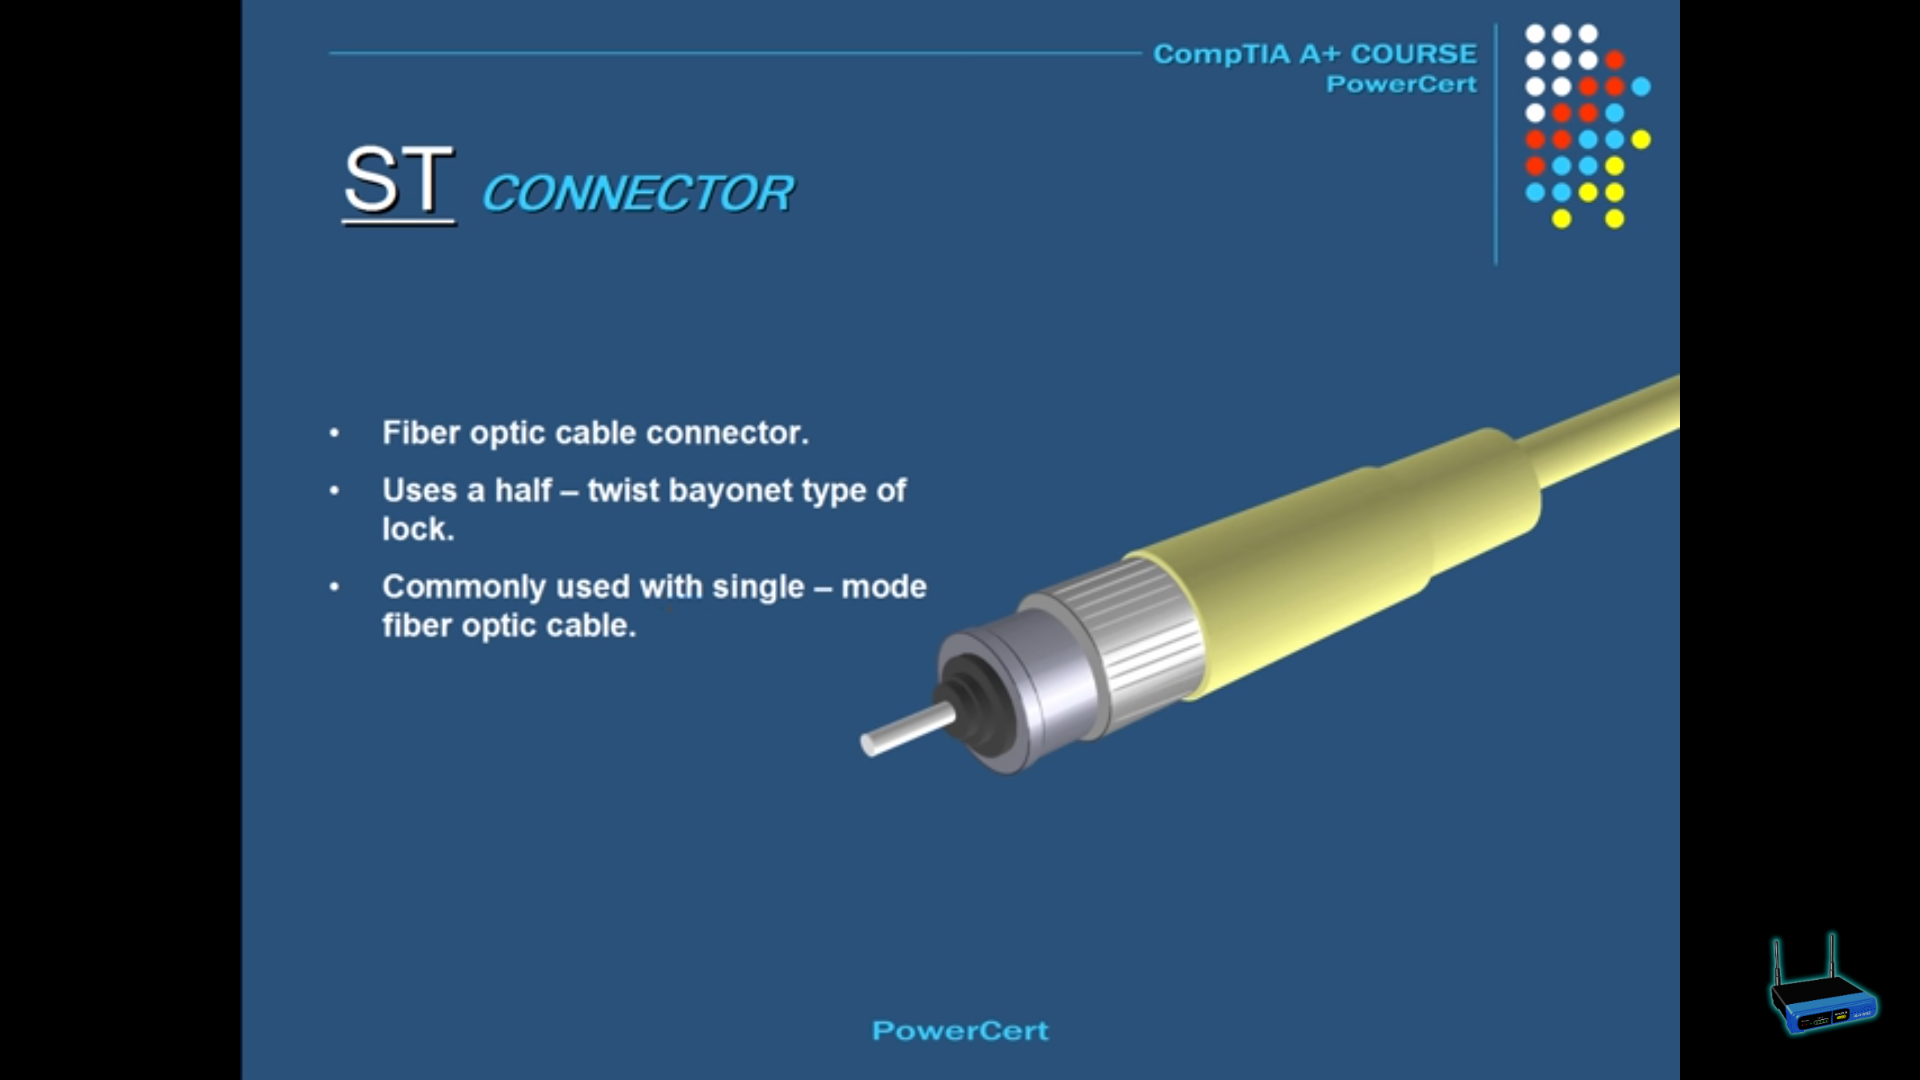 CompTIA A+ COURSE
PowerCert
ST CONNECTOR
• Fiber optic cable connector.
• Uses a half – twist bayonet type of
lock.
• Commonly used with single – mode
fiber optic cable.
PowerCert